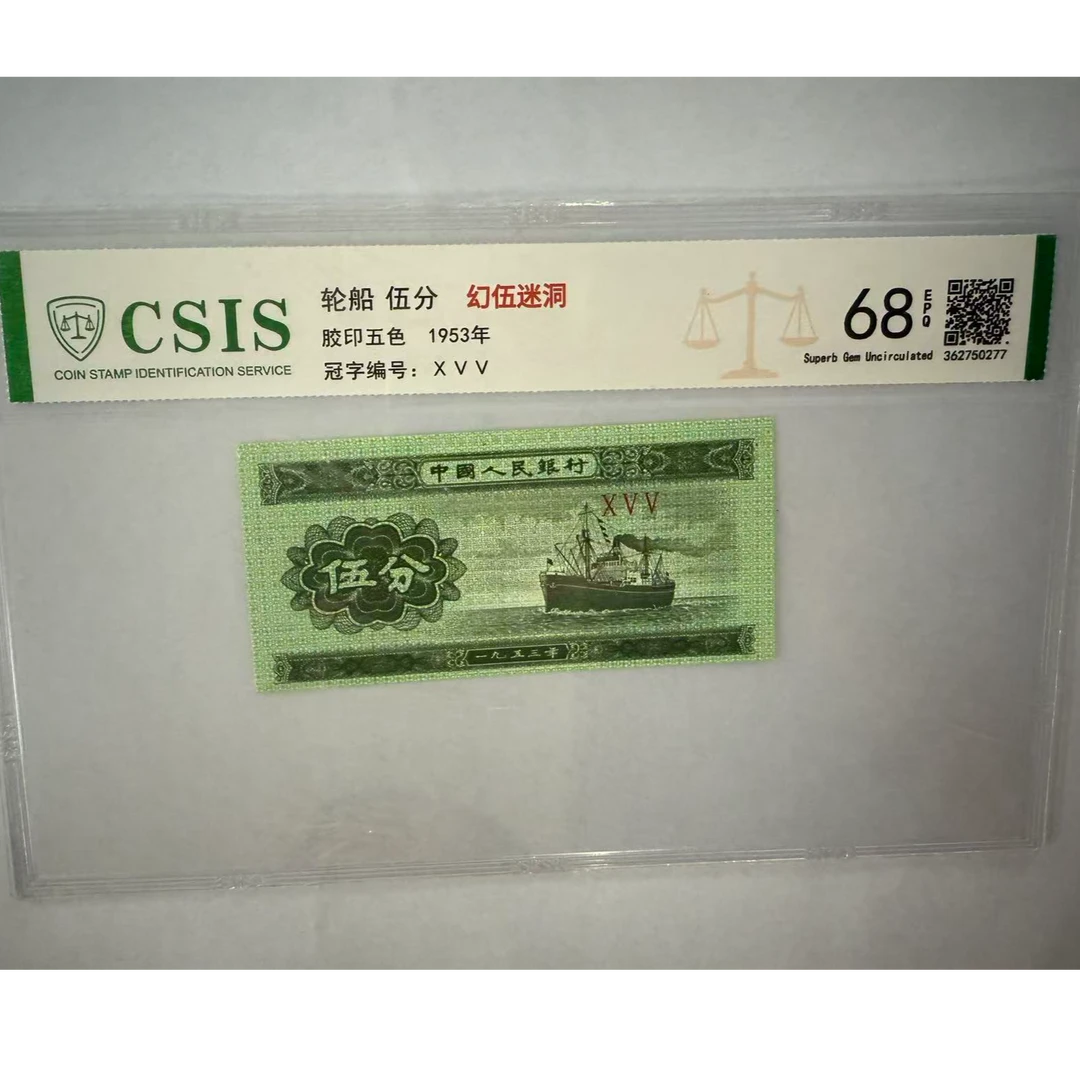 CSIS
COIN STAMP IDENTIFICATION SERVICE
轮船 伍分 幻伍迷洞
胶印五色 1953年
冠字编号：X V V
68 EPQ
Superb Gem Uncirculated 362750277
中國人民銀行
X V V
伍分
一九五三年